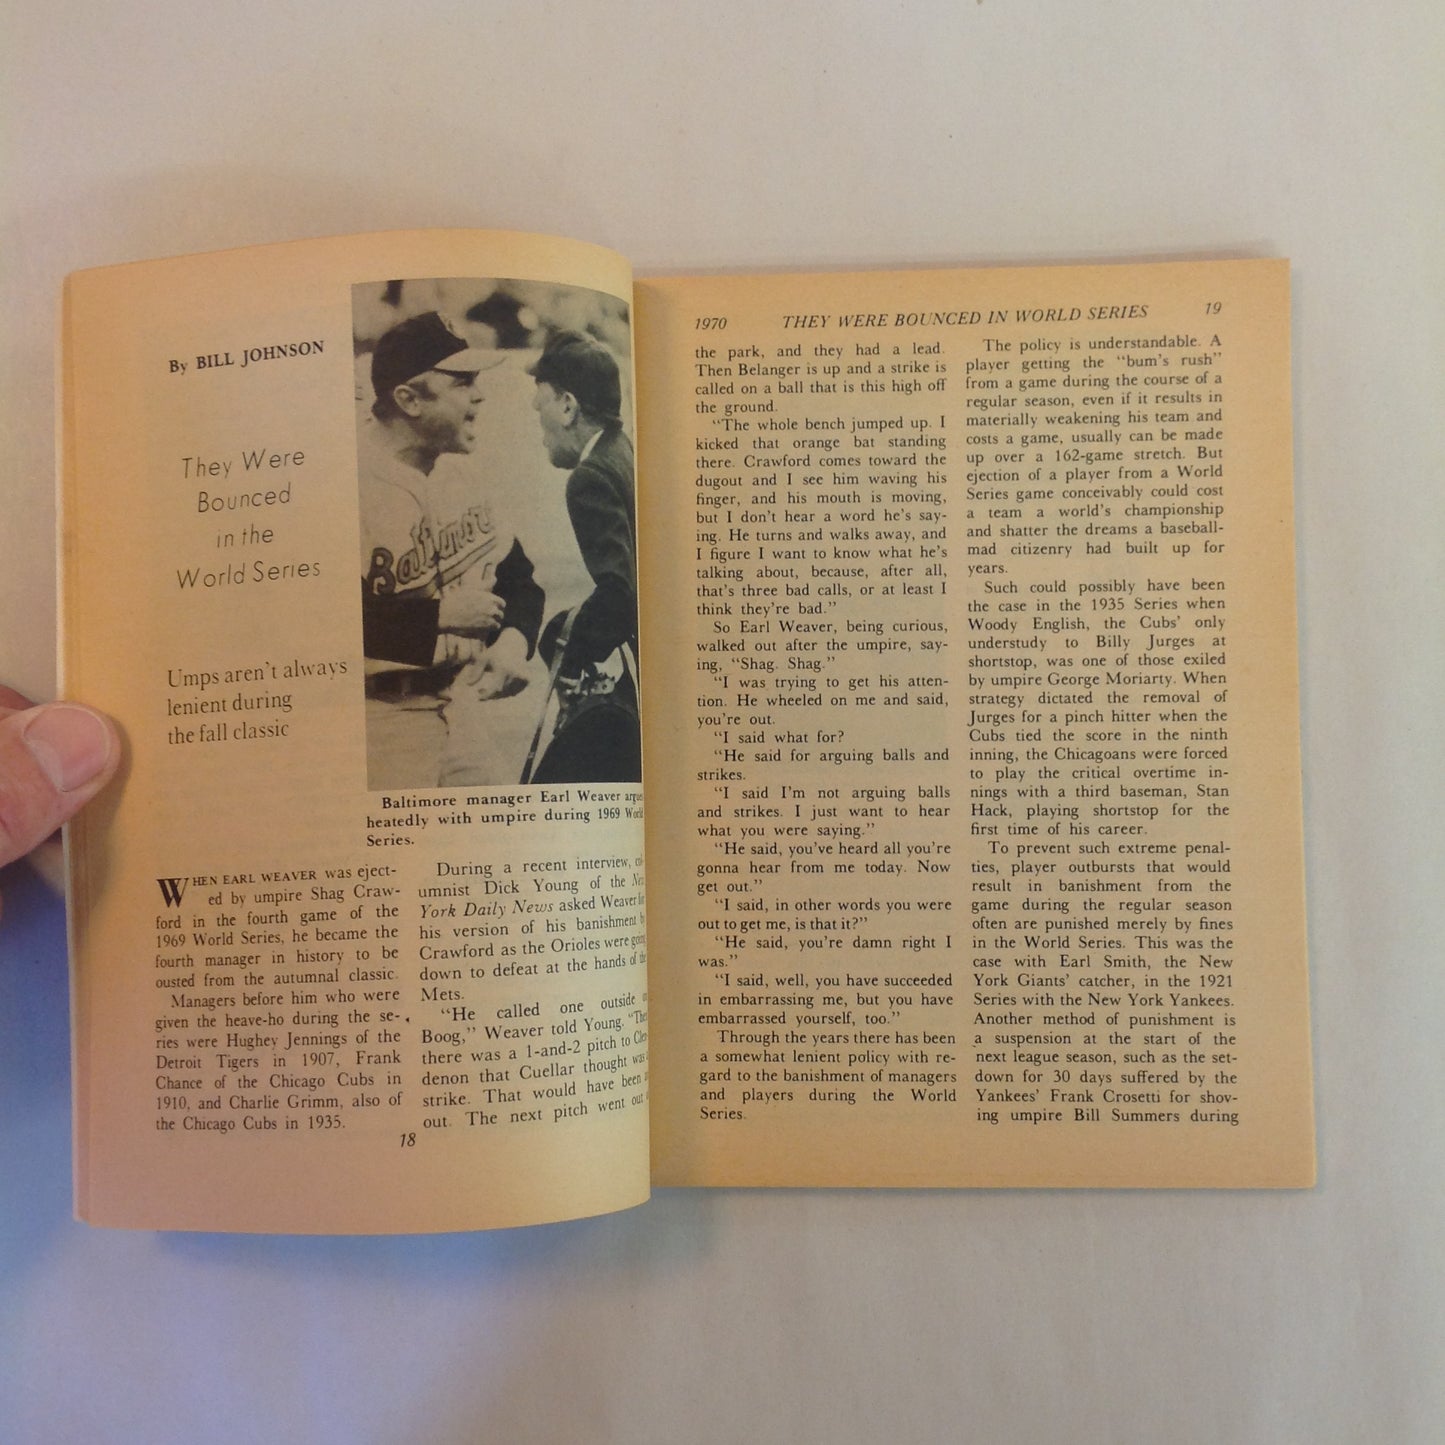 By BILL JOHNSON
They Were
Bounced
in the
World Series
Umps aren't always
lenient during
the fall classic
Baltimore
Baltimore manager Earl Weaver argues
heatedly with umpire during 1969 World
Series.
WHEN EARL WEAVER was eject-
ed by umpire Shag Craw-
ford in the fourth game of the
1969 World Series, he became the
fourth manager in history to be
ousted from the autumnal classic.
Managers before him who were
given the heave-ho during the se-
ries were Hughey Jennings of the
Detroit Tigers in 1907, Frank
Chance of the Chicago Cubs in
1910, and Charlie Grimm, also of
the Chicago Cubs in 1935.
During a recent interview, col-
umnist Dick Young of the New
York Daily News asked Weaver for
his version of his banishment by
Crawford as the Orioles were going
down to defeat at the hands of the
Mets.
"He called one outside on
Boog," Weaver told Young. "Then
there was a 1-and-2 pitch to Clen-
denon that Cuellar thought was a
strike. That would have been
out. The next pitch went out
18
1970 THEY WERE BOUNCED IN WORLD SERIES 19
the park, and they had a lead.
Then Belanger is up and a strike is
called on a ball that is this high off
the ground.
"The whole bench jumped up. I
kicked that orange bat standing
there. Crawford comes toward the
dugout and I see him waving his
finger, and his mouth is moving,
but I don't hear a word he's say-
ing. He turns and walks away, and
I figure I want to know what he's
talking about, because, after all,
that's three bad calls, or at least I
think they're bad."
So Earl Weaver, being curious,
walked out after the umpire, say-
ing, "Shag. Shag."
"I was trying to get his atten-
tion. He wheeled on me and said,
you're out.
"I said what for?
"He said for arguing balls and
strikes.
"I said I'm not arguing balls
and strikes. I just want to hear
what you were saying."
"He said, you've heard all you're
gonna hear from me today. Now
get out."
"I said, in other words you were
out to get me, is that it?"
"He said, you're damn right I
was."
"I said, well, you have succeeded
in embarrassing me, but you have
embarrassed yourself, too."
Through the years there has been
a somewhat lenient policy with re-
gard to the banishment of managers
and players during the World
Series.
The policy is understandable. A
player getting the "bum's rush"
from a game during the course of a
regular season, even if it results in
materially weakening his team and
costs a game, usually can be made
up over a 162-game stretch. But
ejection of a player from a World
Series game conceivably could cost
a team a world's championship
and shatter the dreams a baseball-
mad citizenry had built up for
years.
Such could possibly have been
the case in the 1935 Series when
Woody English, the Cubs' only
understudy to Billy Jurges at
shortstop, was one of those exiled
by umpire George Moriarty. When
strategy dictated the removal of
Jurges for a pinch hitter when the
Cubs tied the score in the ninth
inning, the Chicagoans were forced
to play the critical overtime in-
nings with a third baseman, Stan
Hack, playing shortstop for the
first time of his career.
To prevent such extreme penal-
ties, player outbursts that would
result in banishment from the
game during the regular season
often are punished merely by fines
in the World Series. This was the
case with Earl Smith, the New
York Giants' catcher, in the 1921
Series with the New York Yankees.
Another method of punishment is
a suspension at the start of the
next league season, such as the set-
down for 30 days suffered by the
Yankees' Frank Crosetti for shov-
ing umpire Bill Summers during